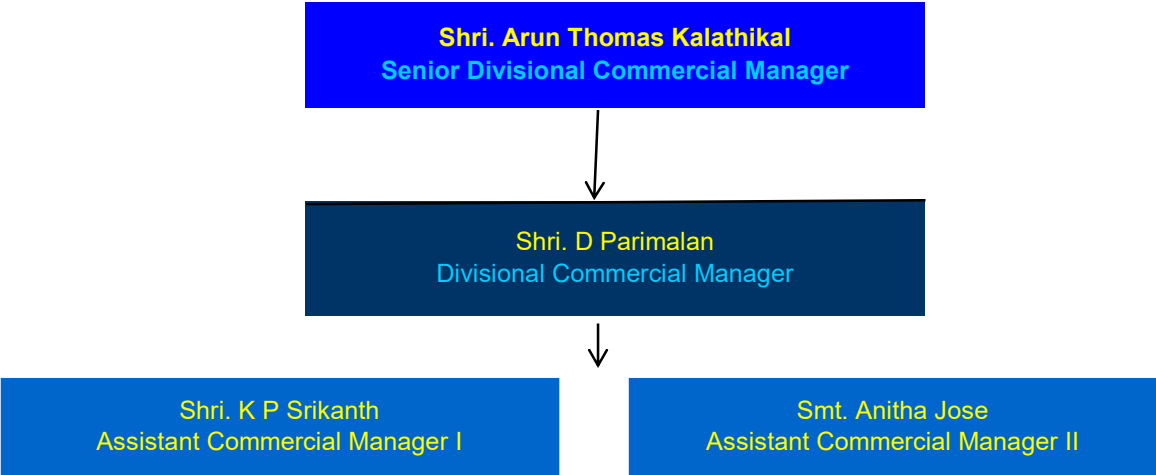 Shri. Arun Thomas Kalathikal
Senior Divisional Commercial Manager
Shri. D Parimalan
Divisional Commercial Manager
Shri. K P Srikanth
Assistant Commercial Manager I
Smt. Anitha Jose
Assistant Commercial Manager II